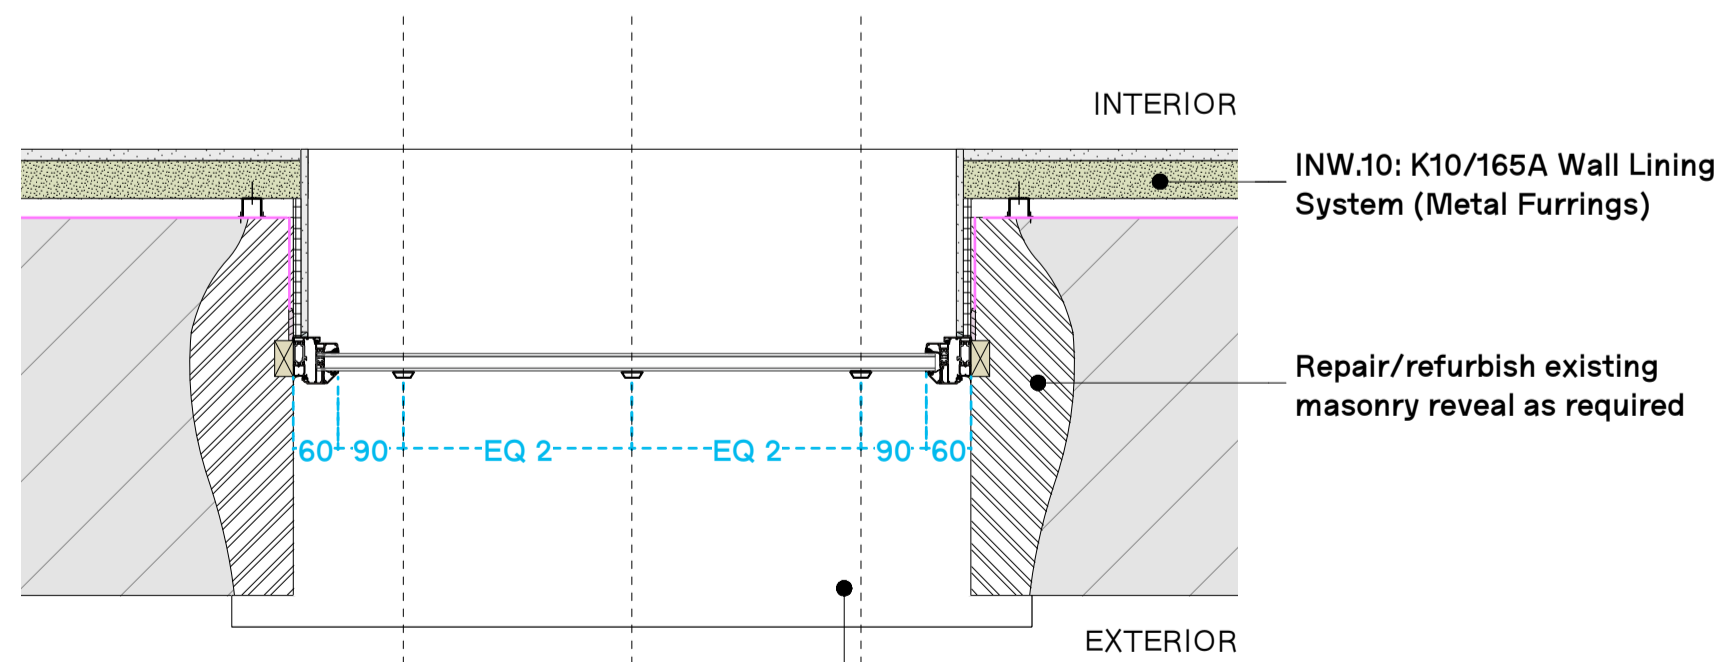 INTERIOR
INW.10: K10/165A Wall Lining
System (Metal Furrings)
Repair/refurbish existing
masonry reveal as required
60 90 EQ 2 EQ 2 90 60
EXTERIOR